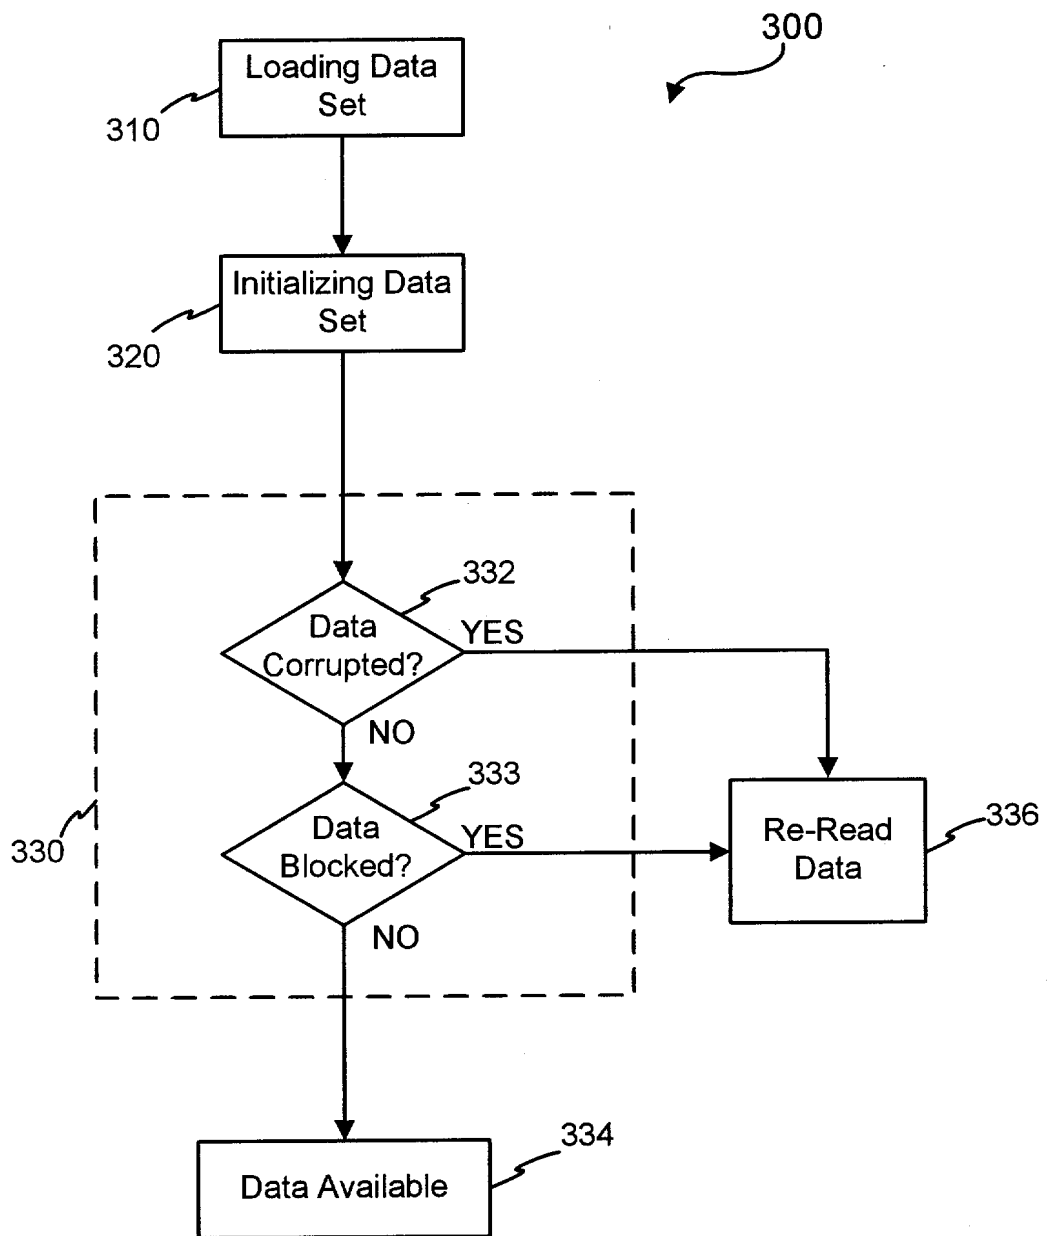 300
Loading Data
Set
310
Initializing Data
Set
320
332
Data
Corrupted?
YES
NO
333
Data
Blocked?
YES
NO
330
Re-Read
Data
336
334
Data Available